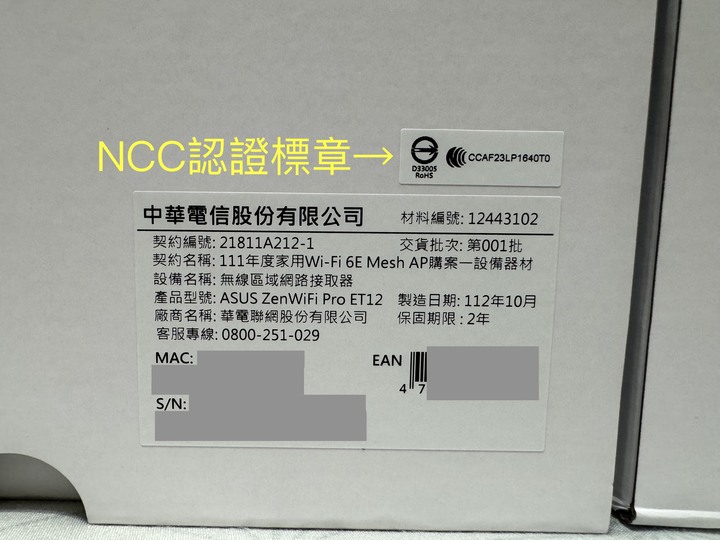 NCC認證標章→
D33005
RoHS
CCAF23LP1640T0
中華電信股份有限公司 材料編號: 12443102
契約編號: 21811A212-1 交貨批次: 第001批
契約名稱: 111年度家用Wi-Fi 6E Mesh AP購案—設備器材
設備名稱: 無線區域網路接取器
產品型號: ASUS ZenWiFi Pro ET12 製造日期: 112年10月
廠商名稱: 華電聯網股份有限公司 保固期限: 2年
客服專線: 0800-251-029
MAC:
EAN
4 7
S/N: